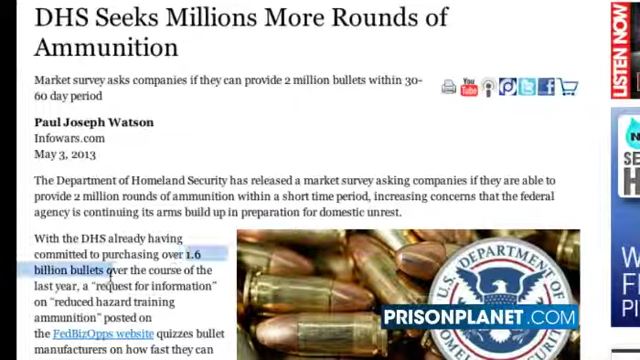 DHS Seeks Millions More Rounds of
Ammunition
Market survey asks companies if they can provide 2 million bullets within 30-
60 day period
You
Tube
Paul Joseph Watson
Infowars.com
May 3, 2013
The Department of Homeland Security has released a market survey asking companies if they are able to
provide 2 million rounds of ammunition within a short time period, increasing concerns that the federal
agency is continuing its arms build up in preparation for domestic unrest.
With the DHS already having
committed to purchasing over 1.6
billion bullets over the course of the
last year, a “request for information”
on “reduced hazard training
ammunition” posted on
the FedBizOpps website quizzes bullet
manufacturers on how fast they can
U.S. DEPARTMENT OF
PRISONPLANET.COM
LISTEN NOW